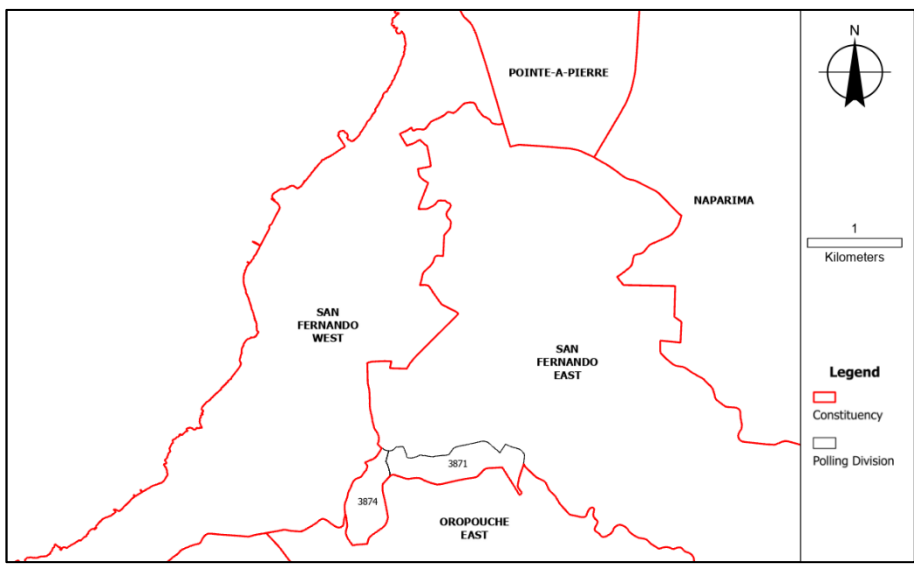 POINTE-A-PIERRE
NAPARIMA
SAN
FERNANDO
WEST
SAN
FERNANDO
EAST
3871
3874
OROPOUCHE
EAST
N
1
Kilometers
Legend
Constituency
Polling Division